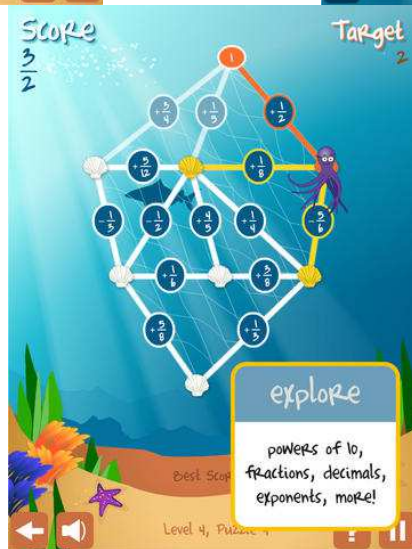 Score
3
2
Target
2
1
+3/4
+1/5
+1/2
+5/12
+1/8
-1/3
-1/2
+4/5
+1/4
-5/6
+1/6
+3/8
+5/8
+1/3
explore
powers of 10,
fractions, decimals,
exponents, more!
Best Sco
Level 4, Puzzle 4
?